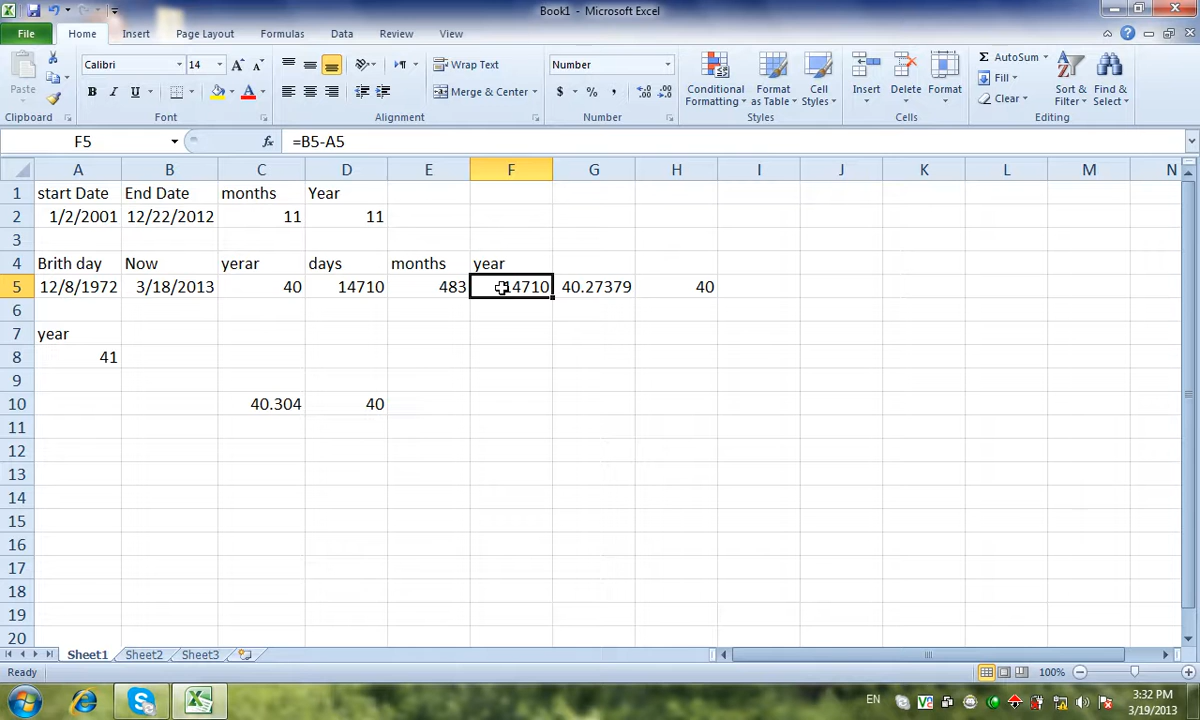 Book1 - Microsoft Excel
File Home Insert Page Layout Formulas Data Review View
Paste
Clipboard
Calibri 14
B I U A
Font
Wrap Text
Merge & Center
Alignment
Number
$ % ,
Number
Conditional Formatting
Format as Table
Cell Styles
Styles
Insert
Delete
Format
Cells
Σ AutoSum
Fill
Clear
Sort & Filter
Find & Select
Editing
F5 fx =B5-A5
A B C D E F G H I J K L M N
1 start Date End Date months Year
2 1/2/2001 12/22/2012 11 11
3
4 Brith day Now yerar days months year
5 12/8/1972 3/18/2013 40 14710 483 14710 40.27379 40
6
7 year
8 41
9
10 40.304 40
11
12
13
14
15
16
17
18
19
20
Sheet1 Sheet2 Sheet3
Ready 100%
EN 3:32 PM
3/19/2013